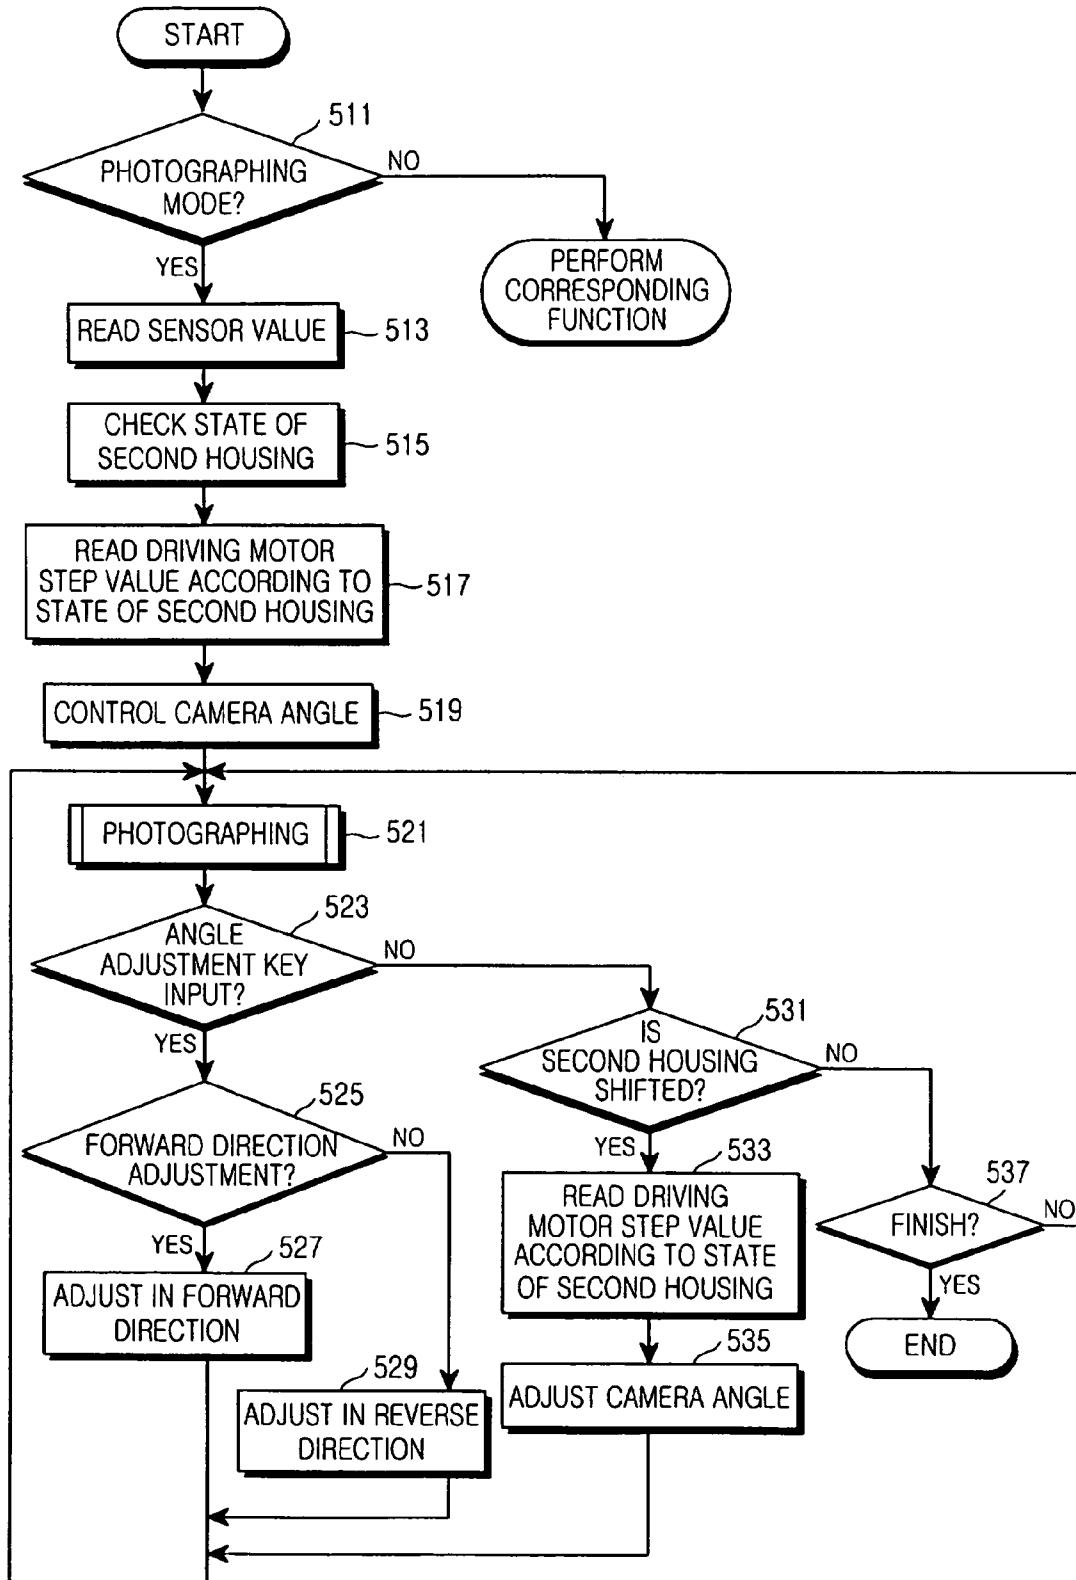 START
511
PHOTOGRAPHING
MODE?
NO
YES
PERFORM
CORRESPONDING
FUNCTION
READ SENSOR VALUE
513
CHECK STATE OF
SECOND HOUSING
515
READ DRIVING MOTOR
STEP VALUE ACCORDING TO
STATE OF SECOND HOUSING
517
CONTROL CAMERA ANGLE
519
PHOTOGRAPHING
521
523
ANGLE
ADJUSTMENT KEY
INPUT?
NO
YES
531
IS
SECOND HOUSING
SHIFTED?
NO
YES
525
FORWARD DIRECTION
ADJUSTMENT?
NO
YES
533
READ DRIVING
MOTOR STEP VALUE
ACCORDING TO STATE
OF SECOND HOUSING
537
FINISH?
NO
YES
527
ADJUST IN FORWARD
DIRECTION
END
535
ADJUST CAMERA ANGLE
529
ADJUST IN REVERSE
DIRECTION